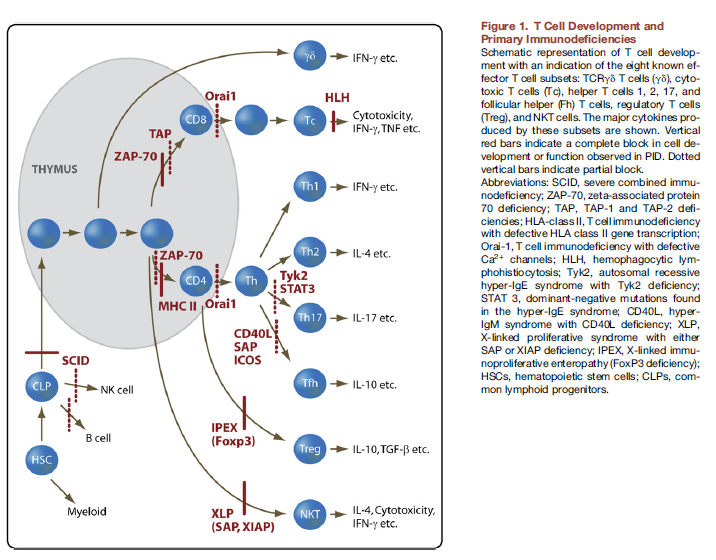 γδ
IFN-γ etc.
Orai1
HLH
CD8
Tc
Cytotoxicity,
IFN-γ, TNF etc.
TAP
ZAP-70
THYMUS
Th1
IFN-γ etc.
ZAP-70
Th2
IL-4 etc.
CD4
Th
Tyk2
STAT3
MHC II
Orai1
Th17
IL-17 etc.
CD40L
SAP
ICOS
SCID
CLP
NK cell
Tfh
IL-10 etc.
B cell
IPEX
(Foxp3)
Treg
IL-10, TGF-β etc.
HSC
Myeloid
XLP
(SAP, XIAP)
NKT
IL-4, Cytotoxicity,
IFN-γ etc.
Figure 1. T Cell Development and
Primary Immunodeficiencies
Schematic representation of T cell develop-
ment with an indication of the eight known ef-
fector T cell subsets: TCRγδ T cells (γδ), cyto-
toxic T cells (Tc), helper T cells 1, 2, 17, and
follicular helper (Fh) T cells, regulatory T cells
(Treg), and NKT cells. The major cytokines pro-
duced by these subsets are shown. Vertical
red bars indicate a complete block in cell de-
velopment or function observed in PID. Dotted
vertical bars indicate partial block.
Abbreviations: SCID, severe combined immu-
nodeficiency; ZAP-70, zeta-associated protein
70 deficiency; TAP, TAP-1 and TAP-2 defi-
ciencies; HLA-class II, T cell immunodeficiency
with defective HLA class II gene transcription;
Orai-1, T cell immunodeficiency with defective
Ca2+ channels; HLH, hemophagocytic lym-
phohistiocytosis; Tyk2, autosomal recessive
hyper-IgE syndrome with Tyk2 deficiency;
STAT 3, dominant-negative mutations found
in the hyper-IgE syndrome; CD40L, hyper-
IgM syndrome with CD40L deficiency; XLP,
X-linked proliferative syndrome with either
SAP or XIAP deficiency; IPEX, X-linked immu-
noproliferative enteropathy (FoxP3 deficiency);
HSCs, hematopoietic stem cells; CLPs, com-
mon lymphoid progenitors.